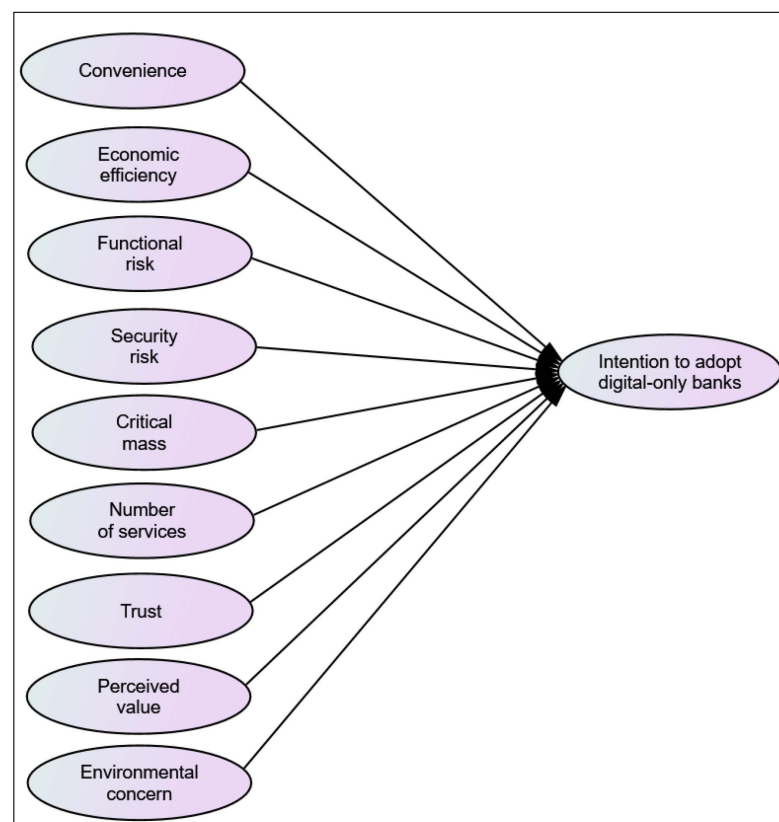 Convenience
Economic
efficiency
Functional
risk
Security
risk
Critical
mass
Number
of services
Trust
Perceived
value
Environmental
concern
Intention to adopt
digital-only banks